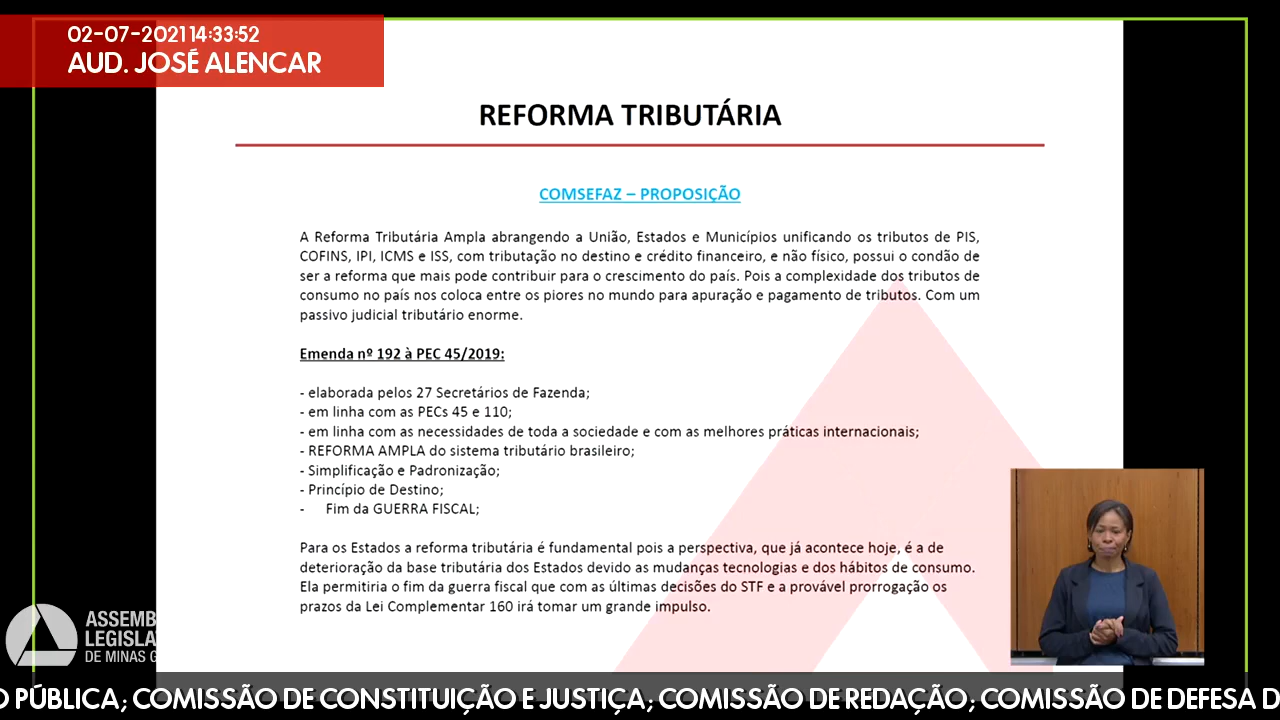 02-07-2021 14:33:52
AUD. JOSÉ ALENCAR
REFORMA TRIBUTÁRIA
COMSEFAZ – PROPOSIÇÃO
A Reforma Tributária Ampla abrangendo a União, Estados e Municípios unificando os tributos de PIS,
COFINS, IPI, ICMS e ISS, com tributação no destino e crédito financeiro, e não físico, possui o condão de
ser a reforma que mais pode contribuir para o crescimento do país. Pois a complexidade dos tributos de
consumo no país nos coloca entre os piores no mundo para apuração e pagamento de tributos. Com um
passivo judicial tributário enorme.
Emenda nº 192 à PEC 45/2019:
- elaborada pelos 27 Secretários de Fazenda;
- em linha com as PECs 45 e 110;
- em linha com as necessidades de toda a sociedade e com as melhores práticas internacionais;
- REFORMA AMPLA do sistema tributário brasileiro;
- Simplificação e Padronização;
- Princípio de Destino;
- Fim da GUERRA FISCAL;
Para os Estados a reforma tributária é fundamental pois a perspectiva, que já acontece hoje, é a de
deterioração da base tributária dos Estados devido as mudanças tecnologias e dos hábitos de consumo.
Ela permitiria o fim da guerra fiscal que com as últimas decisões do STF e a provável prorrogação os
prazos da Lei Complementar 160 irá tomar um grande impulso.
ASSEMB
LEGISLA
DE MINAS G
O PÚBLICA; COMISSÃO DE CONSTITUIÇÃO E JUSTIÇA; COMISSÃO DE REDAÇÃO; COMISSÃO DE DEFESA D